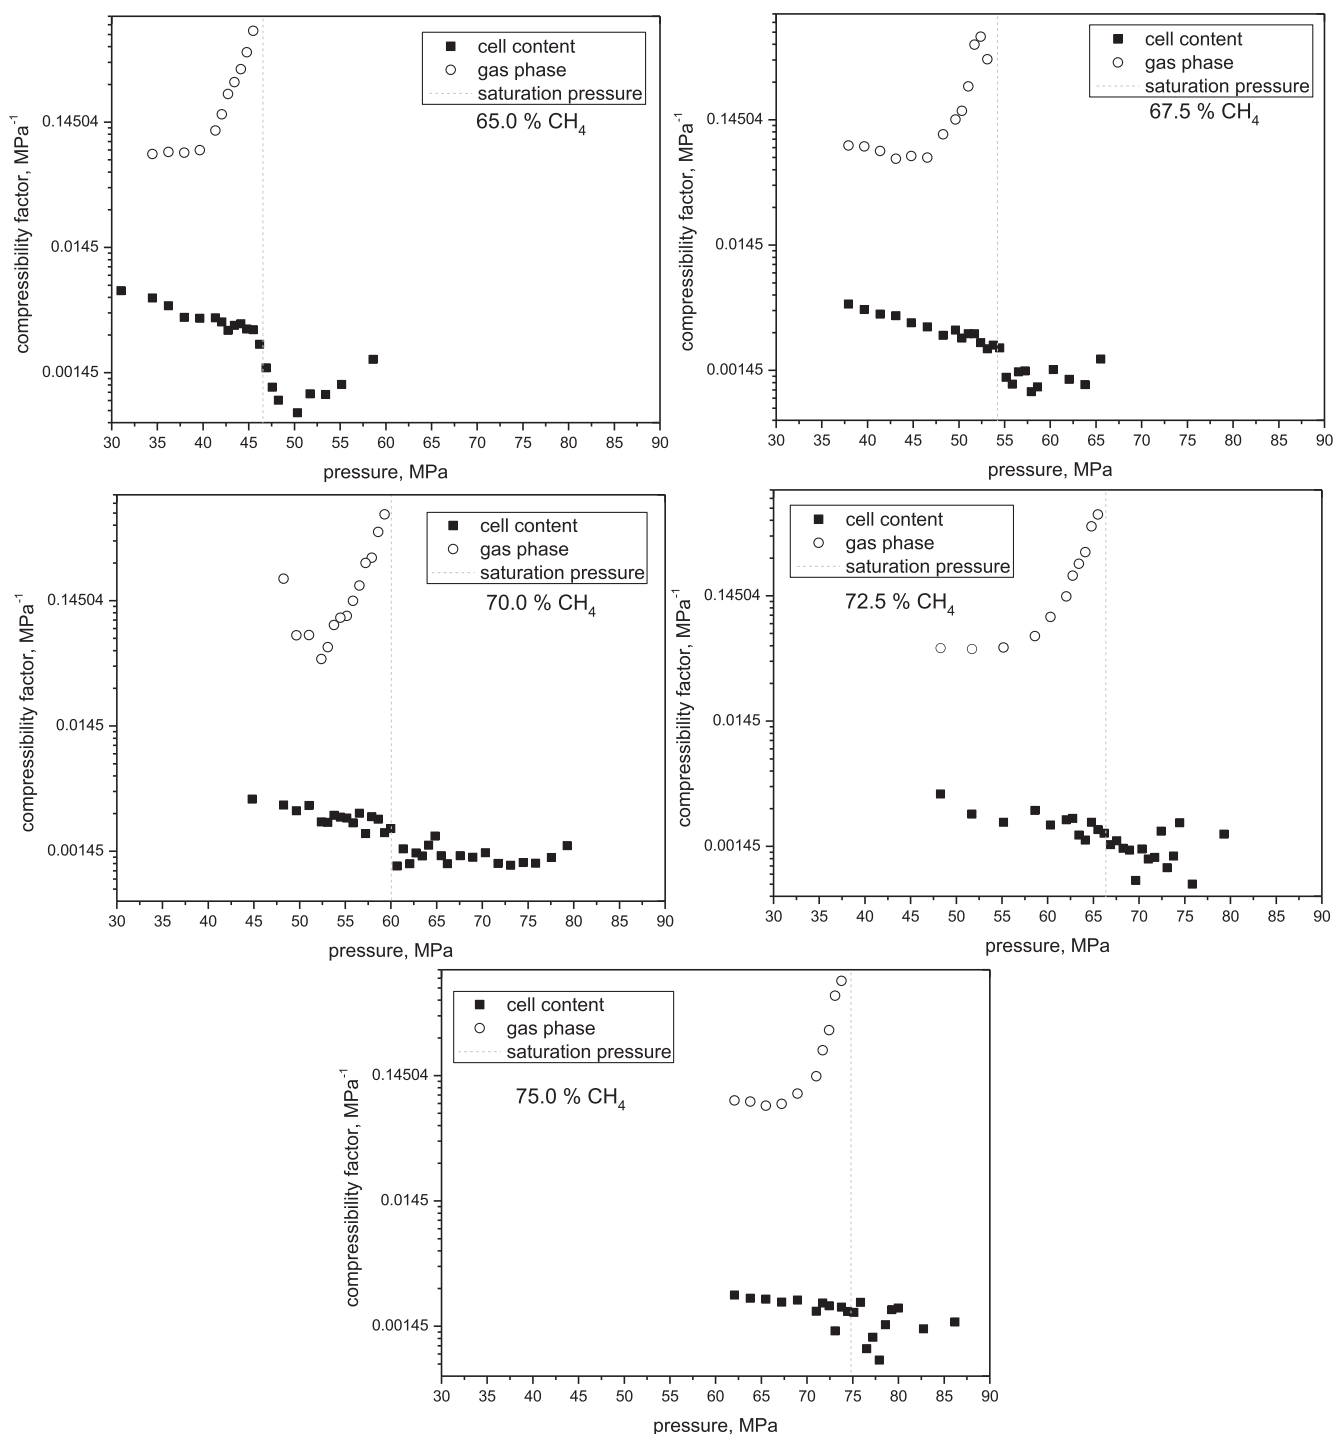 cell content
gas phase
saturation pressure
65.0 % CH4
compressibility factor, MPa-1
0.14504
0.0145
0.00145
30 35 40 45 50 55 60 65 70 75 80 85 90
pressure, MPa
cell content
gas phase
saturation pressure
67.5 % CH4
compressibility factor, MPa-1
0.14504
0.0145
0.00145
30 35 40 45 50 55 60 65 70 75 80 85 90
pressure, MPa
cell content
gas phase
saturation pressure
70.0 % CH4
compressibility factor, MPa-1
0.14504
0.0145
0.00145
30 35 40 45 50 55 60 65 70 75 80 85 90
pressure, MPa
cell content
gas phase
saturation pressure
72.5 % CH4
compressibility factor, MPa-1
0.14504
0.0145
0.00145
30 35 40 45 50 55 60 65 70 75 80 85 90
pressure, MPa
cell content
gas phase
saturation pressure
75.0 % CH4
compressibility factor, MPa-1
0.14504
0.0145
0.00145
30 35 40 45 50 55 60 65 70 75 80 85 90
pressure, MPa